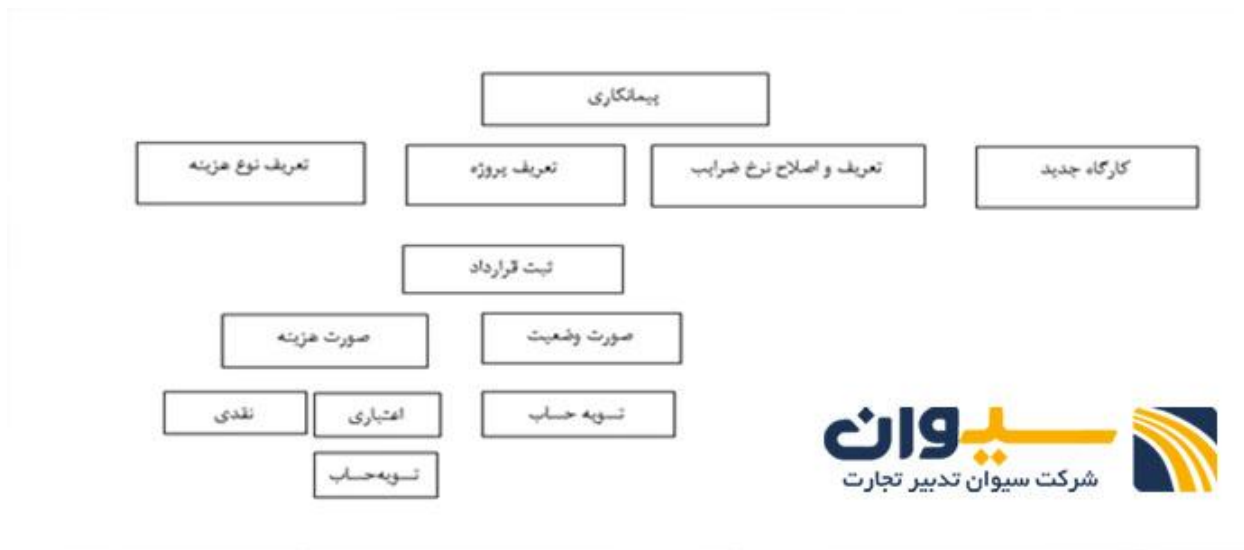 پیمانکاری
کارگاه جدید
تعریف و اصلاح نرخ ضرایب
تعریف پروژه
تعریف نوع هزینه
ثبت قرارداد
صورت وضعیت
صورت هزینه
تسویه حساب
اعتباری
نقدی
تسویه‌حساب
سیوان
شرکت سیوان تدبیر تجارت